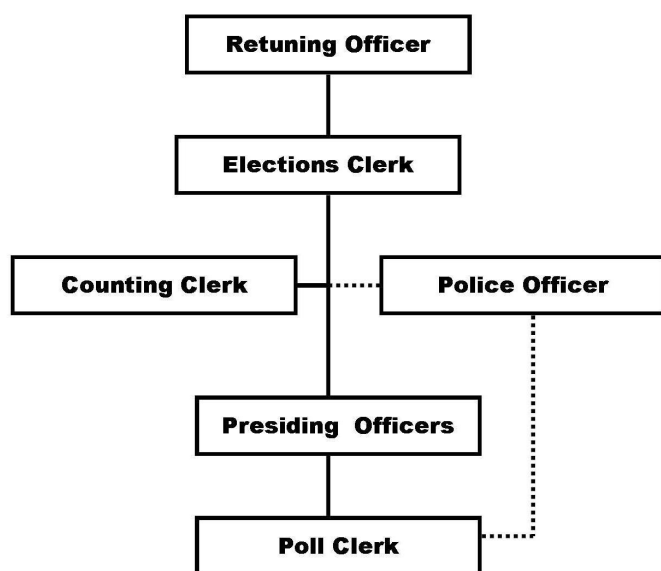 Retuning Officer
Elections Clerk
Counting Clerk
Police Officer
Presiding Officers
Poll Clerk